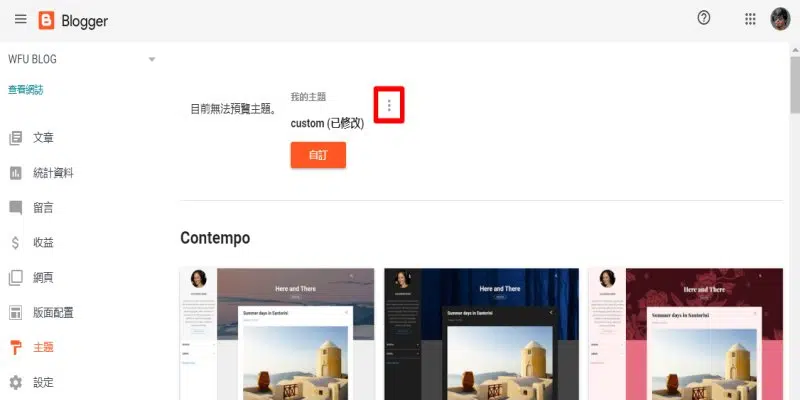 Blogger
WFU BLOG
查看網誌
文章
統計資料
留言
收益
網頁
版面配置
主題
設定
目前無法預覽主題。
我的主題
custom (已修改)
自訂
Contempo
Here and There
Summer days in Santorini
Here and There
Summer days in Santorini
Here and There
Summer days in Santorini